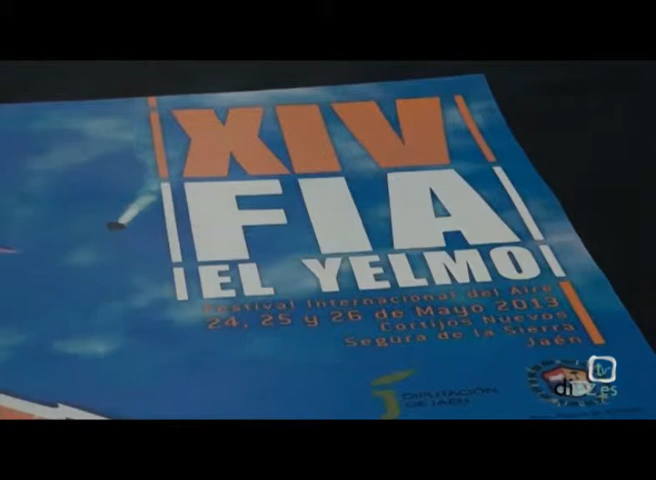 XIV
FIA
EL YELMO
Festival Internacional del Aire
24, 25 y 26 de Mayo 2013
Cortijos Nuevos
Segura de la Sierra
Jaén
DIPUTACIÓN
DE JAÉN
tv
.es